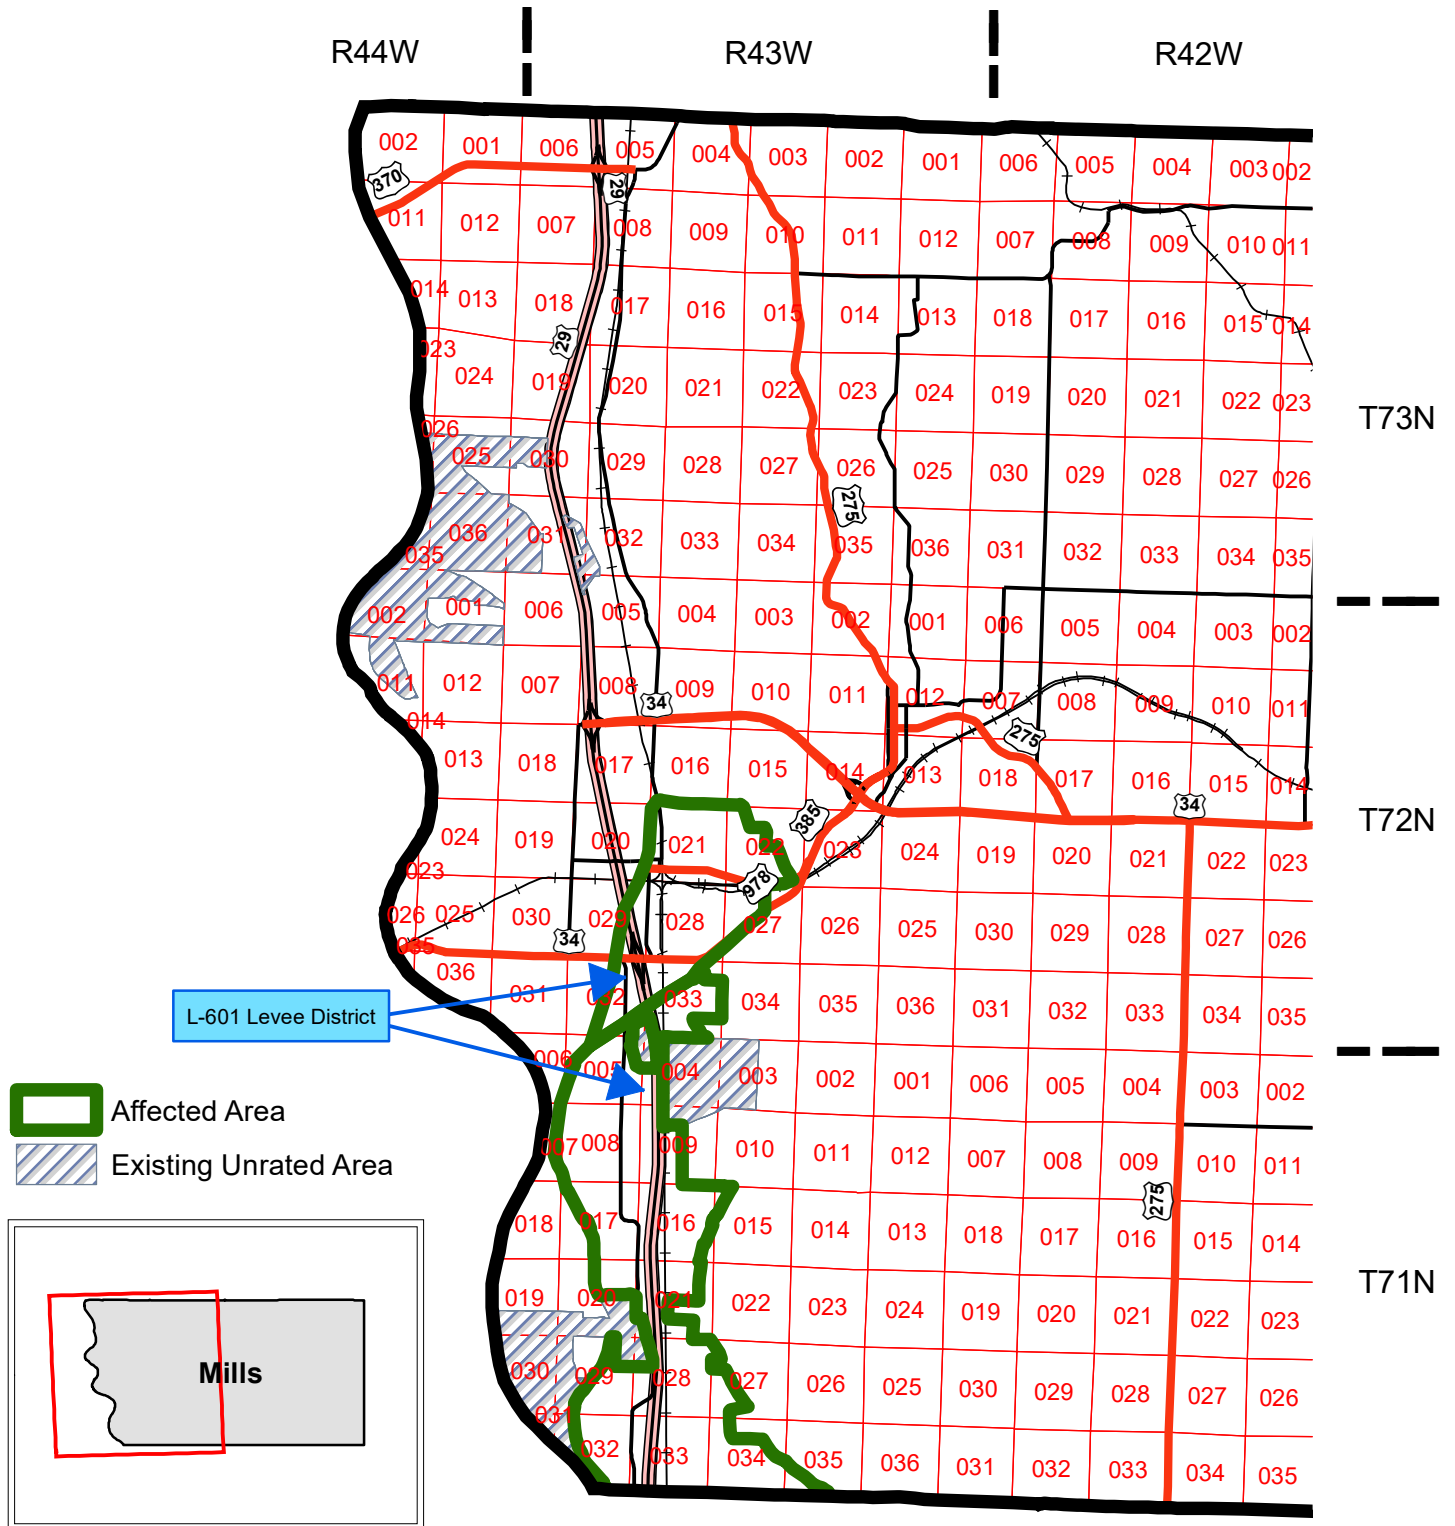 R44W R43W R42W
002 001 006 005 004 003 002 001 006 005 004 003 002
370 29
011 012 007 008 009 010 011 012 007 008 009 010 011
014 013 018 017 016 015 014 013 018 017 016 015 014
29
023 024 019 020 021 022 023 024 019 020 021 022 023
T73N
026 025 030 029 028 027 026 025 030 029 028 027 026
275
035 036 031 032 033 034 035 036 031 032 033 034 035
002 001 006 005 004 003 002 001 006 005 004 003 002
011 012 007 008 009 010 011 012 007 008 009 010 011
34 275
014 013 018 017 016 015 014 013 018 017 016 015 014
385 34
T72N
023 024 019 020 021 022 023 024 019 020 021 022 023
978
026 025 030 029 028 027 026 025 030 029 028 027 026
34
035 036 031 032 033 034 035 036 031 032 033 034 035
L-601 Levee District
006 005 004 003 002 001 006 005 004 003 002
Affected Area
007 008 009 010 011 012 007 008 009 010 011
Existing Unrated Area
275
018 017 016 015 014 013 018 017 016 015 014
T71N
019 020 021 022 023 024 019 020 021 022 023
030 029 028 027 026 025 030 029 028 027 026
Mills
031 032 033 034 035 036 031 032 033 034 035